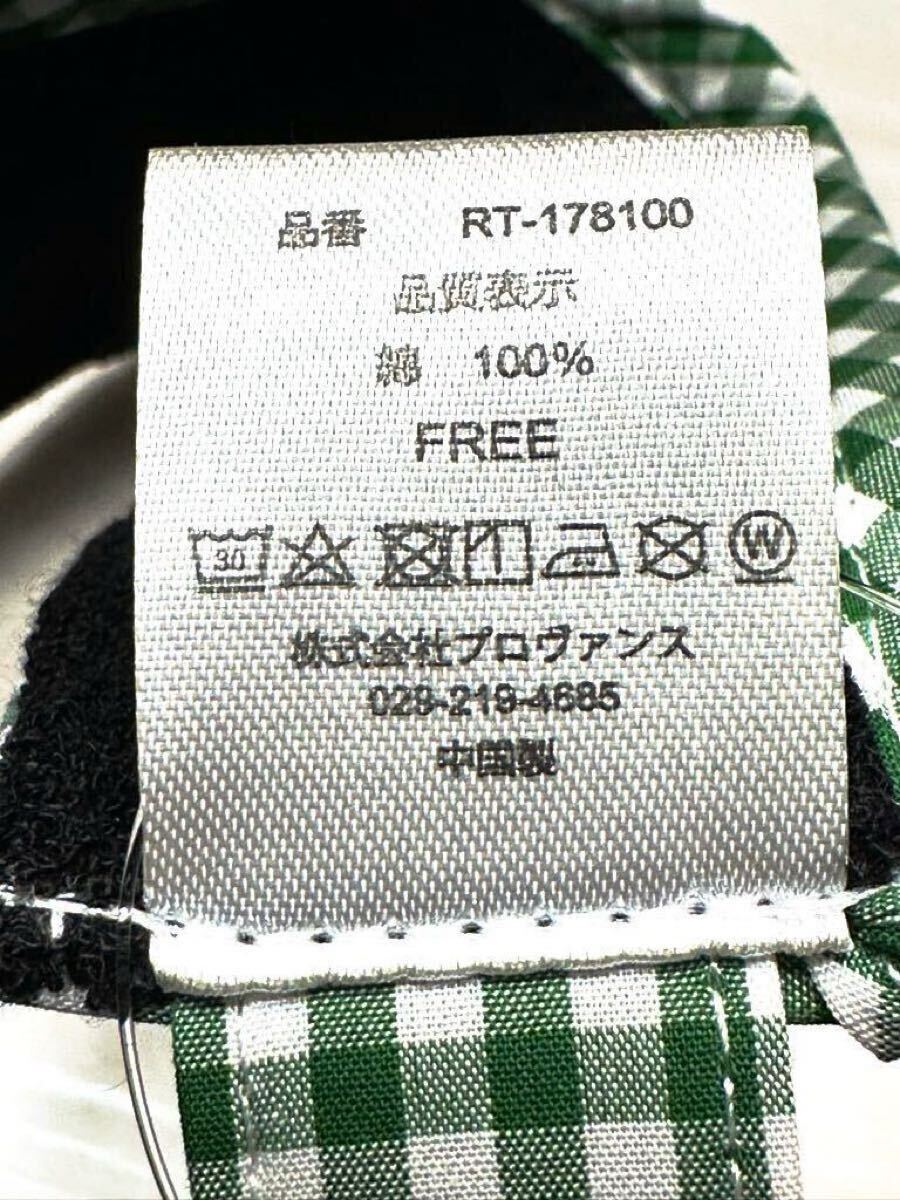 品番 RT-178100
品質表示
綿 100%
FREE
30 W
株式会社プロヴァンス
029-219-4685
中国製